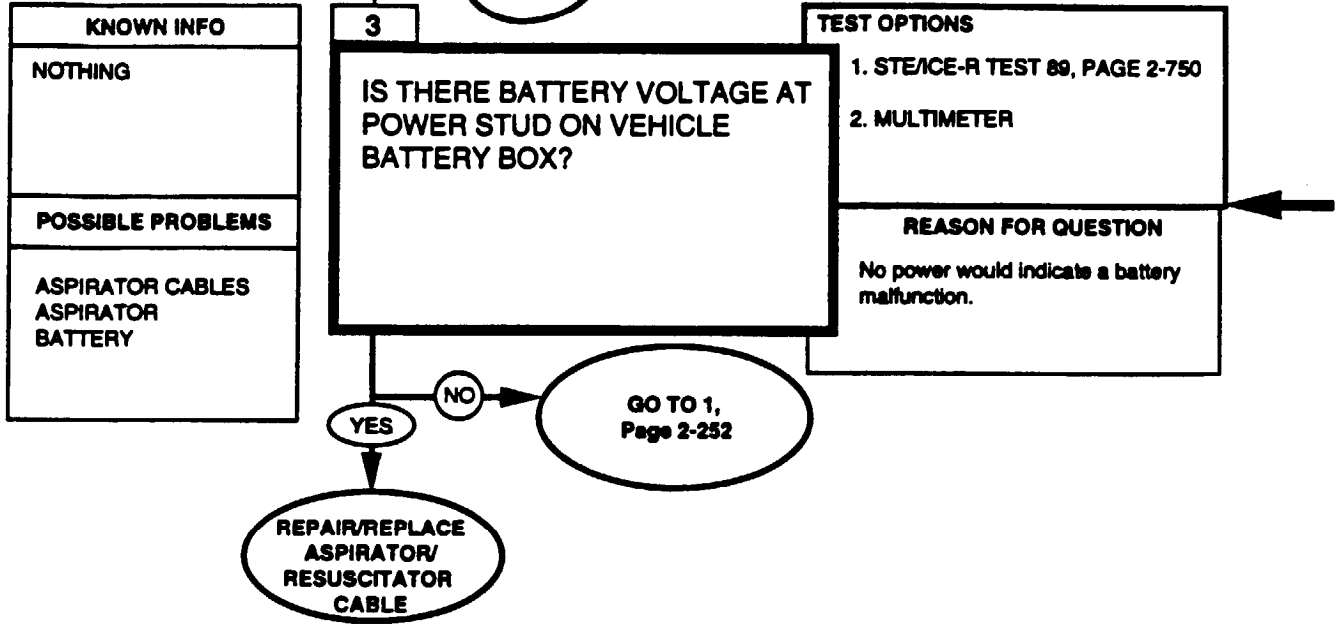 KNOWN INFO
NOTHING
POSSIBLE PROBLEMS
ASPIRATOR CABLES
ASPIRATOR
BATTERY
3
IS THERE BATTERY VOLTAGE AT
POWER STUD ON VEHICLE
BATTERY BOX?
TEST OPTIONS
1. STE/ICE-R TEST 89, PAGE 2-750
2. MULTIMETER
REASON FOR QUESTION
No power would indicate a battery
malfunction.
NO
GO TO 1,
Page 2-252
YES
REPAIR/REPLACE
ASPIRATOR/
RESUSCITATOR
CABLE